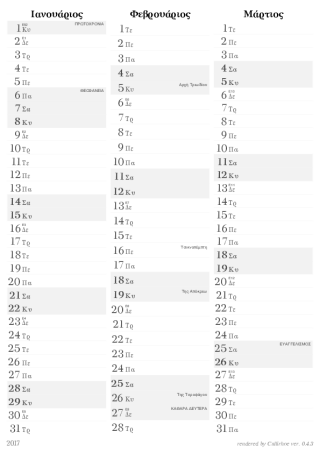 Ιανουάριος
1 Κυ ΠΡΩΤΟΧΡΟΝΙΑ
2 Δε
3 Τρ
4 Τε
5 Πε
6 Πα ΘΕΟΦΑΝΙΑ
7 Σα
8 Κυ
9 Δε
10 Τρ
11 Τε
12 Πε
13 Πα
14 Σα
15 Κυ
16 Δε
17 Τρ
18 Τε
19 Πε
20 Πα
21 Σα
22 Κυ
23 Δε
24 Τρ
25 Τε
26 Πε
27 Πα
28 Σα
29 Κυ
30 Δε
31 Τρ
Φεβρουάριος
1 Τε
2 Πε
3 Πα
4 Σα
5 Κυ Αρχή Τριωδίου
6 Δε
7 Τρ
8 Τε
9 Πε
10 Πα
11 Σα
12 Κυ
13 Δε
14 Τρ
15 Τε
16 Πε Τσικνοπέμπτη
17 Πα
18 Σα
19 Κυ Της Απόκρεω
20 Δε
21 Τρ
22 Τε
23 Πε
24 Πα
25 Σα
26 Κυ Της Τυροφάγου
27 Δε ΚΑΘΑΡΑ ΔΕΥΤΕΡΑ
28 Τρ
Μάρτιος
1 Τε
2 Πε
3 Πα
4 Σα
5 Κυ
6 Δε
7 Τρ
8 Τε
9 Πε
10 Πα
11 Σα
12 Κυ
13 Δε
14 Τρ
15 Τε
16 Πε
17 Πα
18 Σα
19 Κυ
20 Δε
21 Τρ
22 Τε
23 Πε
24 Πα
25 Σα ΕΥΑΓΓΕΛΙΣΜΟΣ
26 Κυ
27 Δε
28 Τρ
29 Τε
30 Πε
31 Πα
2017
rendered by Callirhoe ver. 0.4.3